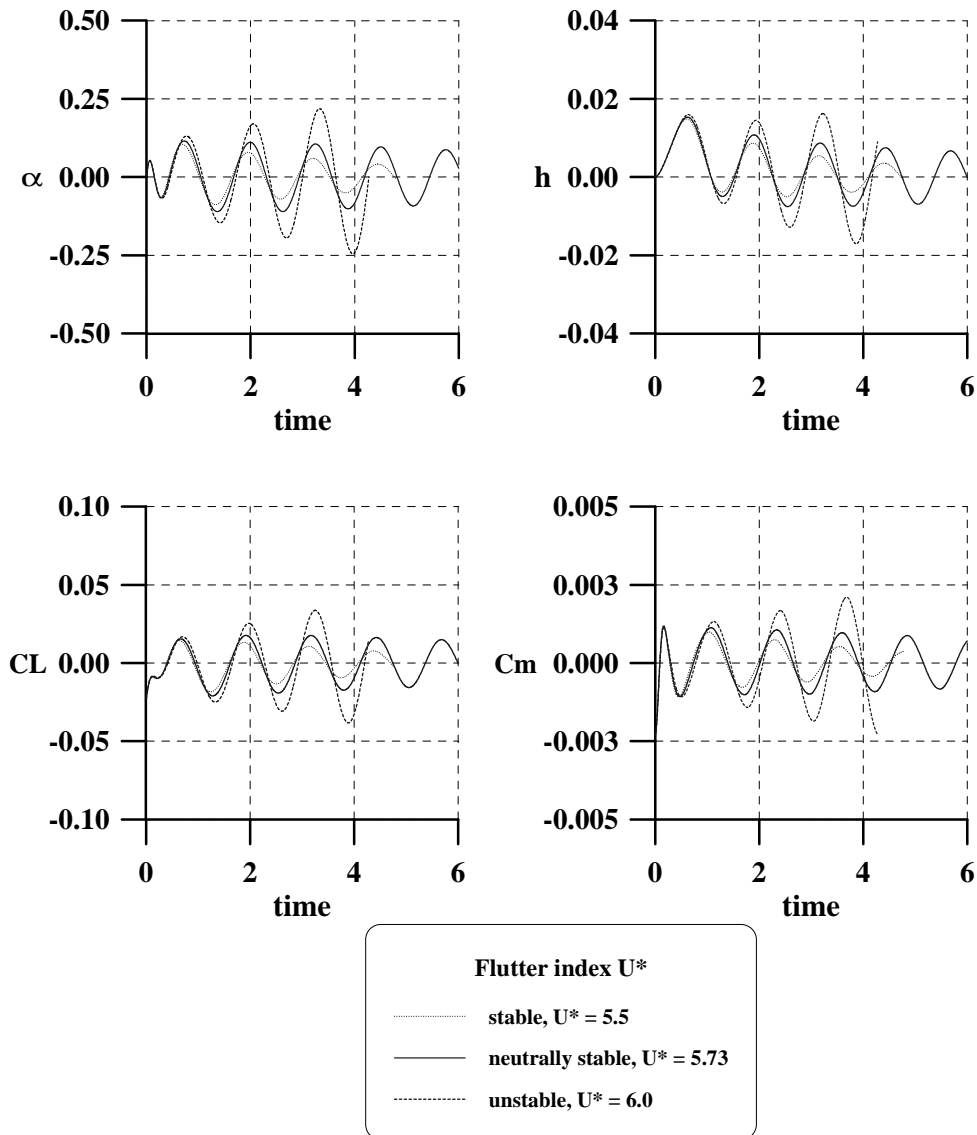 0.50
0.25
α 0.00
-0.25
-0.50
0 2 4 6
time
0.04
0.02
h 0.00
-0.02
-0.04
0 2 4 6
time
0.10
0.05
CL 0.00
-0.05
-0.10
0 2 4 6
time
0.005
0.003
Cm 0.000
-0.003
-0.005
0 2 4 6
time
Flutter index U*
stable, U* = 5.5
neutrally stable, U* = 5.73
unstable, U* = 6.0